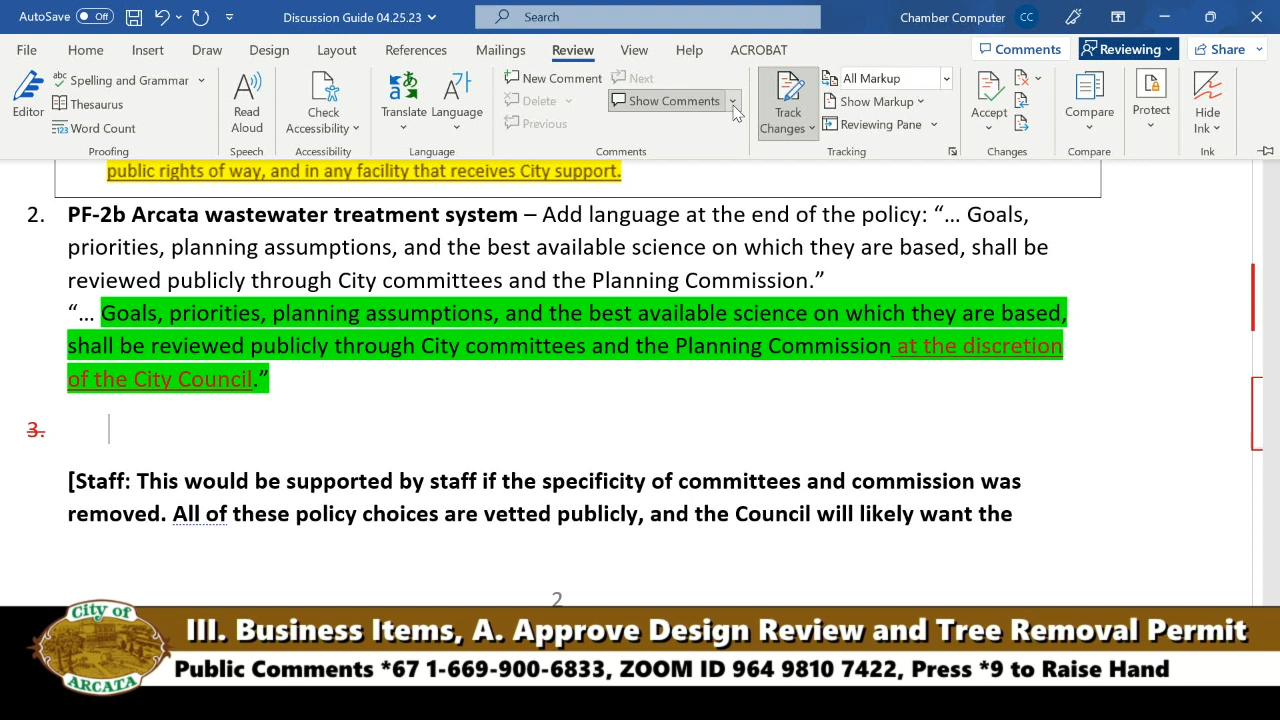 AutoSave Off Discussion Guide 04.25.23 Search Chamber Computer CC
File Home Insert Draw Design Layout References Mailings Review View Help ACROBAT Comments Reviewing Share
Editor
abc Spelling and Grammar
Thesaurus
123 Word Count
Proofing
Read
Aloud
Speech
Check
Accessibility
Accessibility
Translate Language
Language
New Comment
Delete
Previous
Next
Show Comments
Comments
Track
Changes
All Markup
Show Markup
Reviewing Pane
Tracking
Accept
Changes
Compare
Compare
Protect
Hide
Ink
Ink
public rights of way, and in any facility that receives City support.
2. PF-2b Arcata wastewater treatment system – Add language at the end of the policy: “… Goals,
priorities, planning assumptions, and the best available science on which they are based, shall be
reviewed publicly through City committees and the Planning Commission.”
“… Goals, priorities, planning assumptions, and the best available science on which they are based,
shall be reviewed publicly through City committees and the Planning Commission at the discretion
of the City Council.”
3.
[Staff: This would be supported by staff if the specificity of committees and commission was
removed. All of these policy choices are vetted publicly, and the Council will likely want the
2
City of
ARCATA
III. Business Items, A. Approve Design Review and Tree Removal Permit
Public Comments *67 1-669-900-6833, ZOOM ID 964 9810 7422, Press *9 to Raise Hand